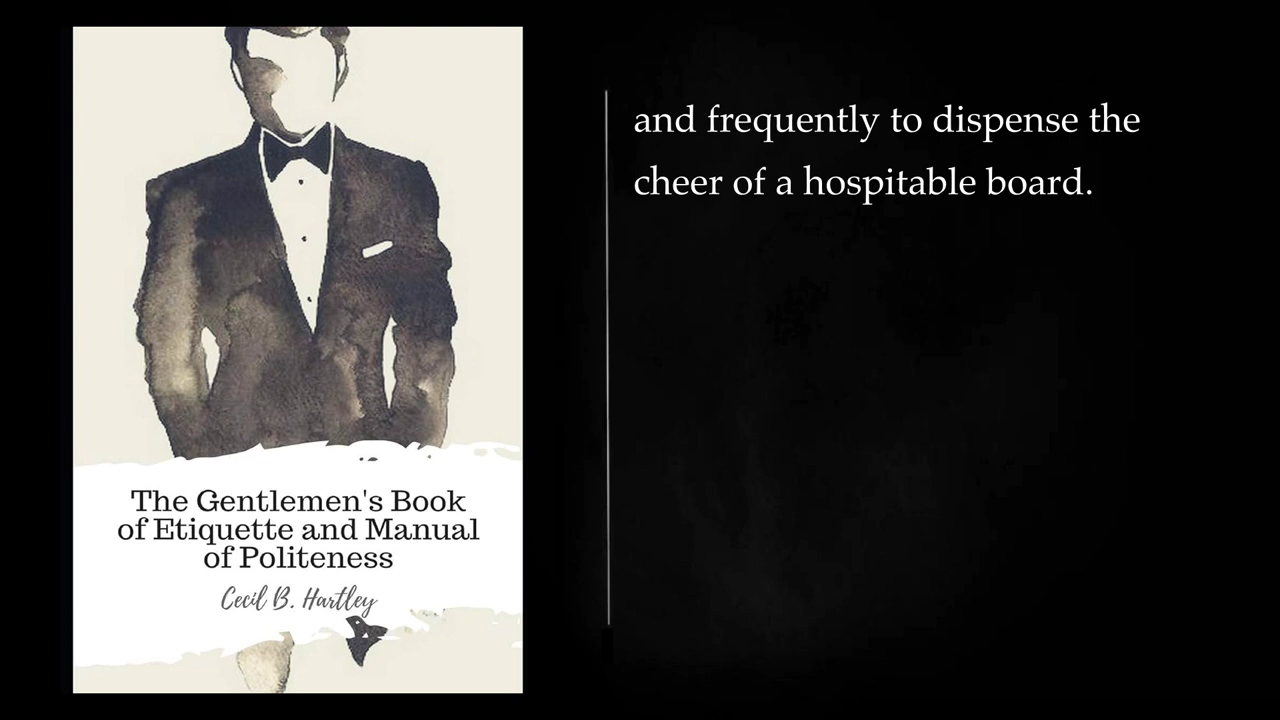 The Gentlemen's Book
of Etiquette and Manual
of Politeness
Cecil B. Hartley
and frequently to dispense the
cheer of a hospitable board.